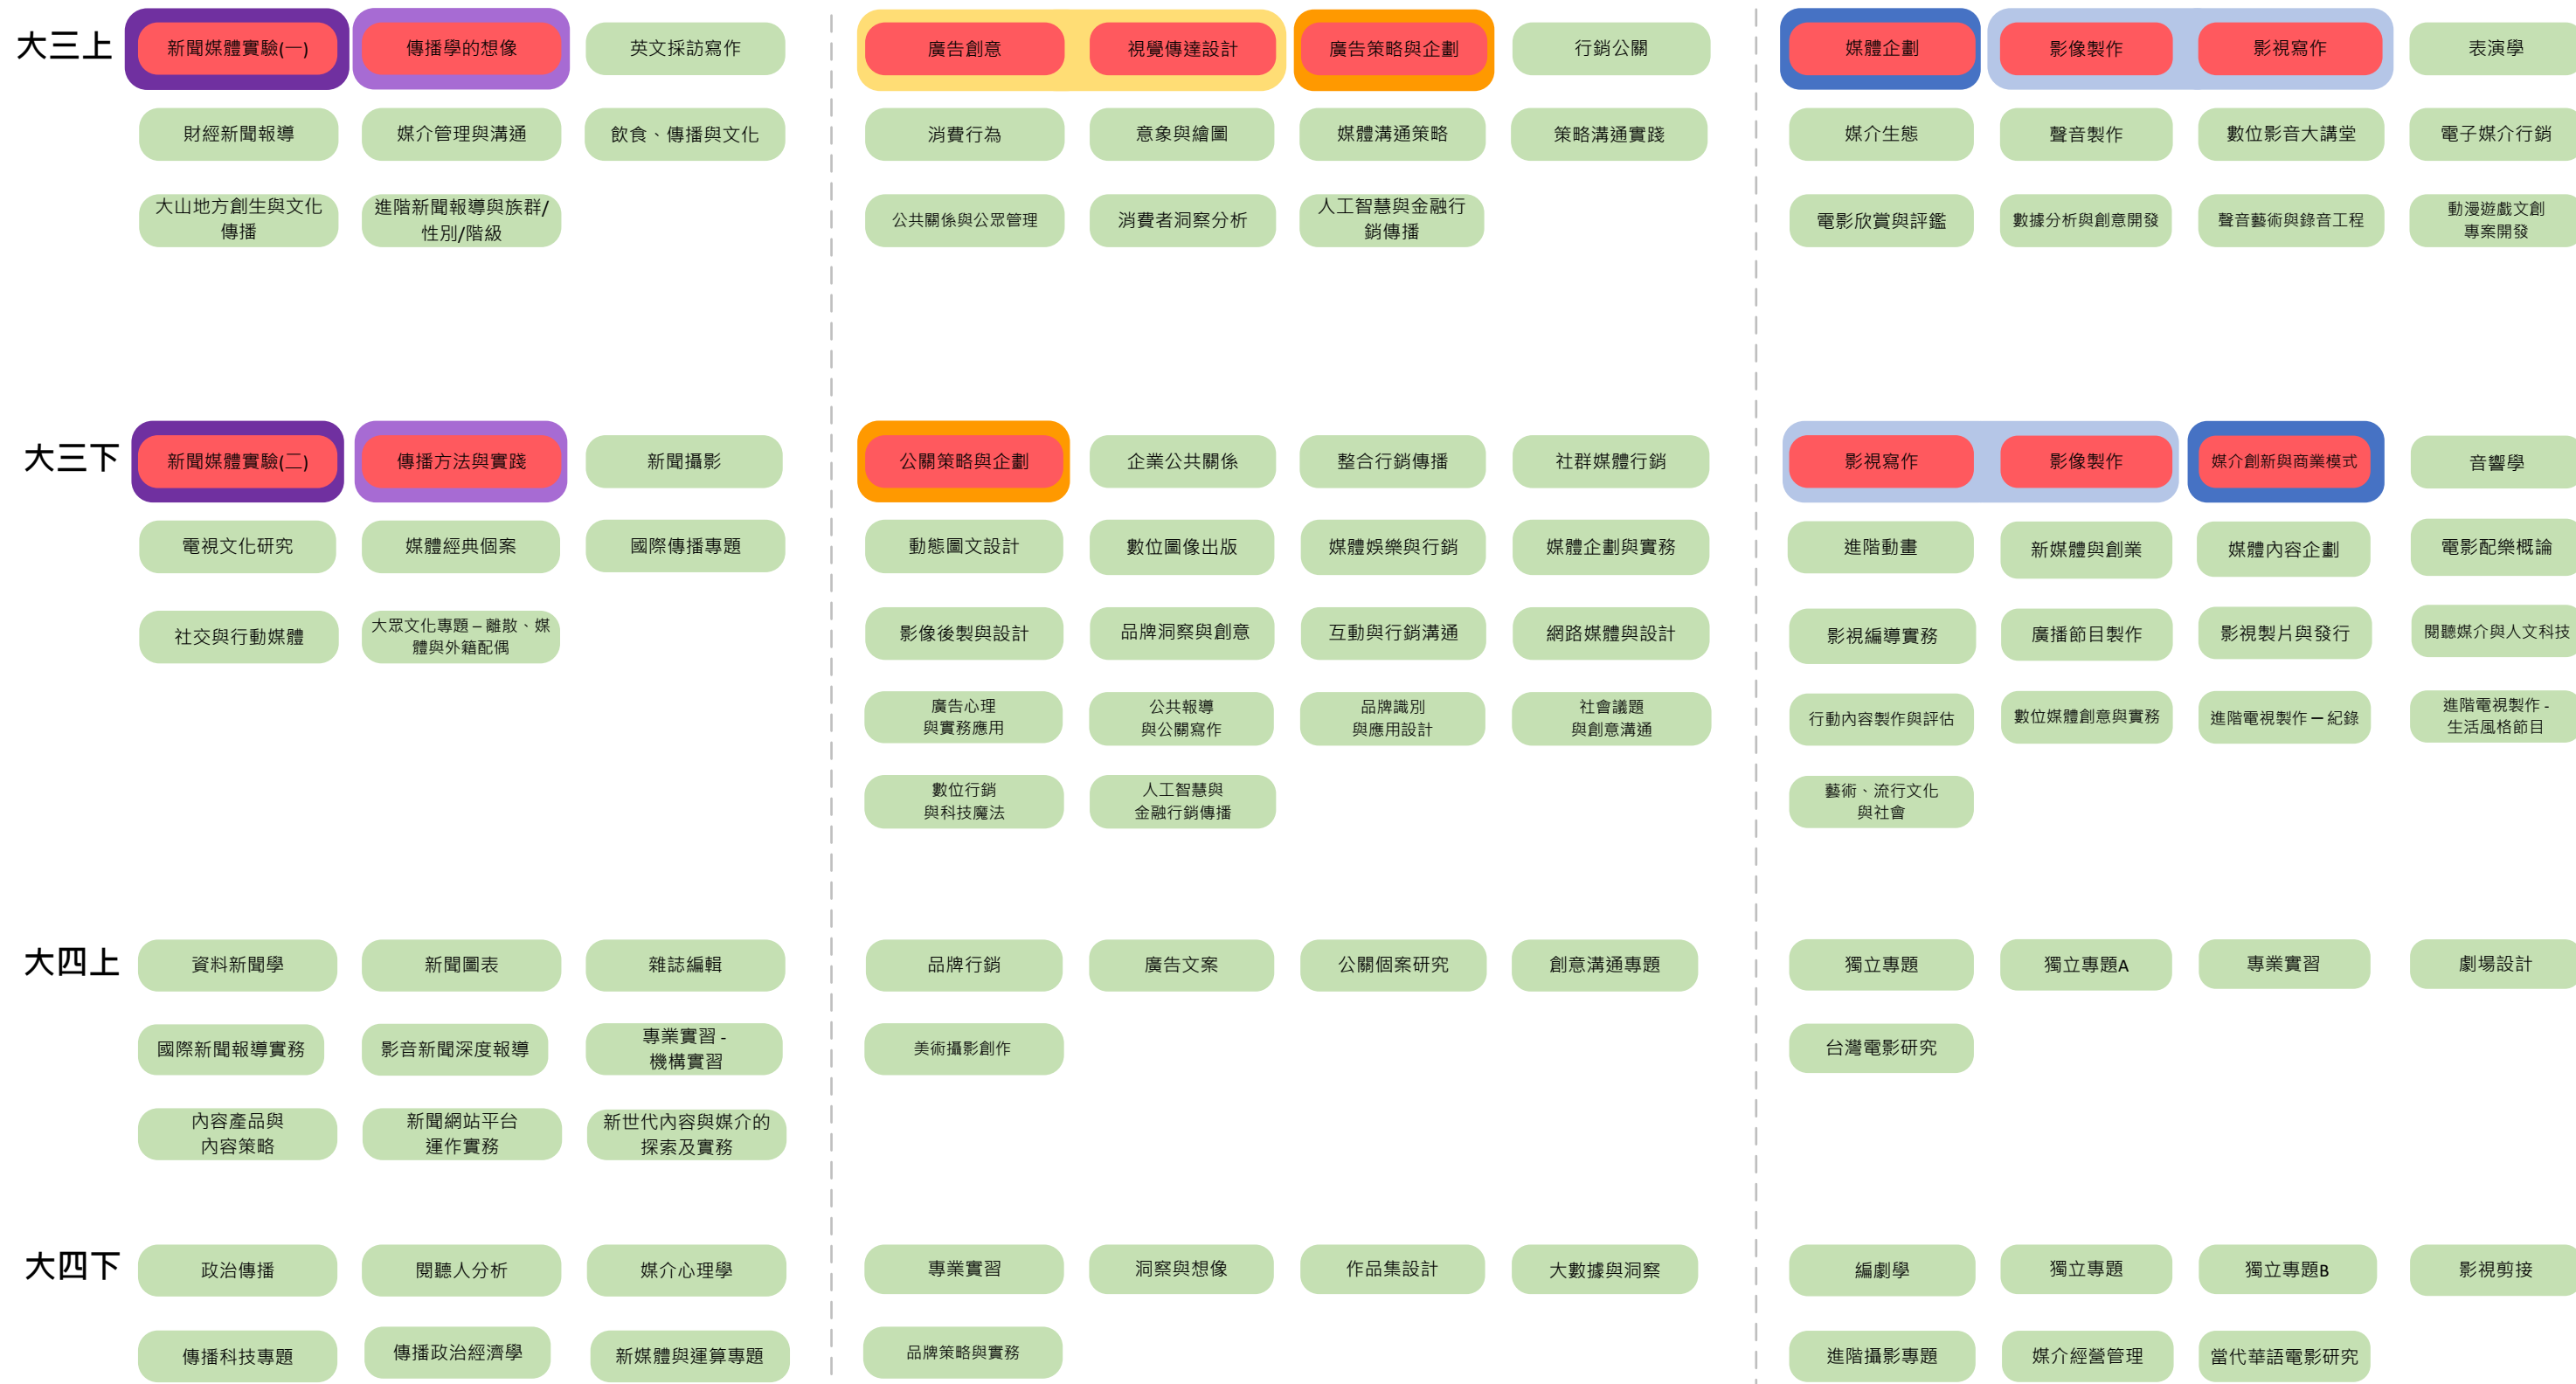 大三上
新聞媒體實驗(一)
傳播學的想像
英文採訪寫作
廣告創意
視覺傳達設計
廣告策略與企劃
行銷公關
媒體企劃
影像製作
影視寫作
表演學
財經新聞報導
媒介管理與溝通
飲食、傳播與文化
消費行為
意象與繪圖
媒體溝通策略
策略溝通實踐
媒介生態
聲音製作
數位影音大講堂
電子媒介行銷
大山地方創生與文化
傳播
進階新聞報導與族群/
性別/階級
公共關係與公眾管理
消費者洞察分析
人工智慧與金融行
銷傳播
電影欣賞與評鑑
數據分析與創意開發
聲音藝術與錄音工程
動漫遊戲文創
專案開發
大三下
新聞媒體實驗(二)
傳播方法與實踐
新聞攝影
公關策略與企劃
企業公共關係
整合行銷傳播
社群媒體行銷
影視寫作
影像製作
媒介創新與商業模式
音響學
電視文化研究
媒體經典個案
國際傳播專題
動態圖文設計
數位圖像出版
媒體娛樂與行銷
媒體企劃與實務
進階動畫
新媒體與創業
媒體內容企劃
電影配樂概論
社交與行動媒體
大眾文化專題 – 離散、媒
體與外籍配偶
影像後製與設計
品牌洞察與創意
互動與行銷溝通
網路媒體與設計
影視編導實務
廣播節目製作
影視製片與發行
閱聽媒介與人文科技
廣告心理
與實務應用
公共報導
與公關寫作
品牌識別
與應用設計
社會議題
與創意溝通
行動內容製作與評估
數位媒體創意與實務
進階電視製作 – 紀錄
進階電視製作 -
生活風格節目
數位行銷
與科技魔法
人工智慧與
金融行銷傳播
藝術、流行文化
與社會
大四上
資料新聞學
新聞圖表
雜誌編輯
品牌行銷
廣告文案
公關個案研究
創意溝通專題
獨立專題
獨立專題A
專業實習
劇場設計
國際新聞報導實務
影音新聞深度報導
專業實習 -
機構實習
美術攝影創作
台灣電影研究
內容產品與
內容策略
新聞網站平台
運作實務
新世代內容與媒介的
探索及實務
大四下
政治傳播
閱聽人分析
媒介心理學
專業實習
洞察與想像
作品集設計
大數據與洞察
編劇學
獨立專題
獨立專題B
影視剪接
傳播科技專題
傳播政治經濟學
新媒體與運算專題
品牌策略與實務
進階攝影專題
媒介經營管理
當代華語電影研究